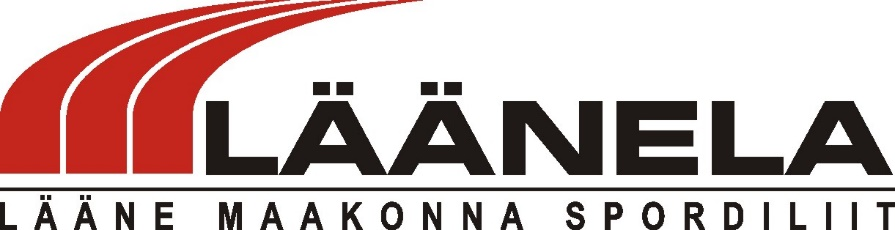 LÄÄNELA
LÄÄNE MAAKONNA SPORDILIIT